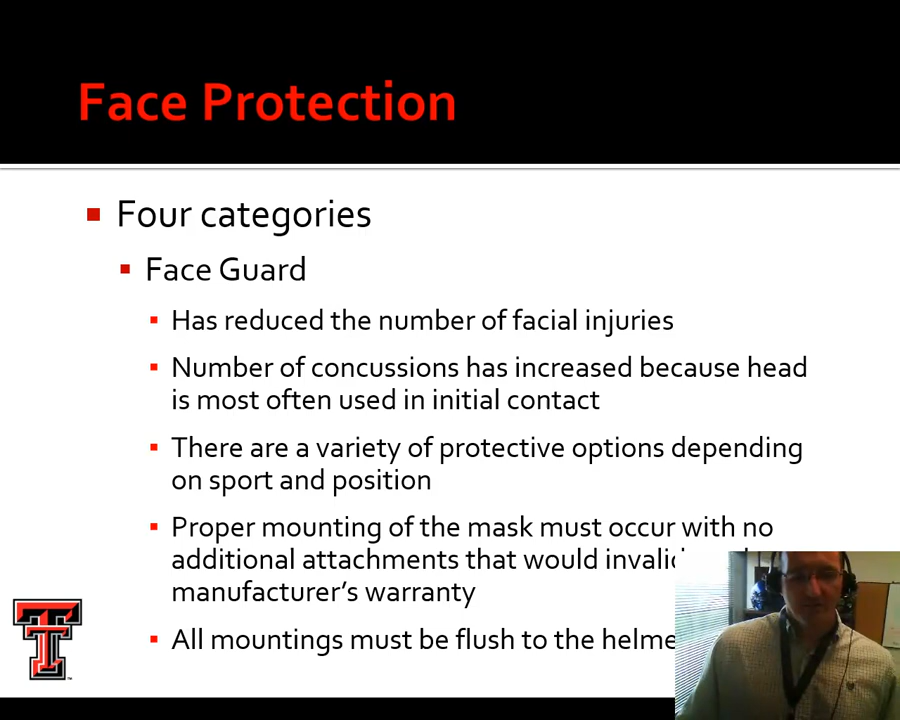 Face Protection
Four categories
Face Guard
Has reduced the number of facial injuries
Number of concussions has increased because head
is most often used in initial contact
There are a variety of protective options depending
on sport and position
Proper mounting of the mask must occur with no
additional attachments that would
manufacturer's warranty
All mountings must be flush to the